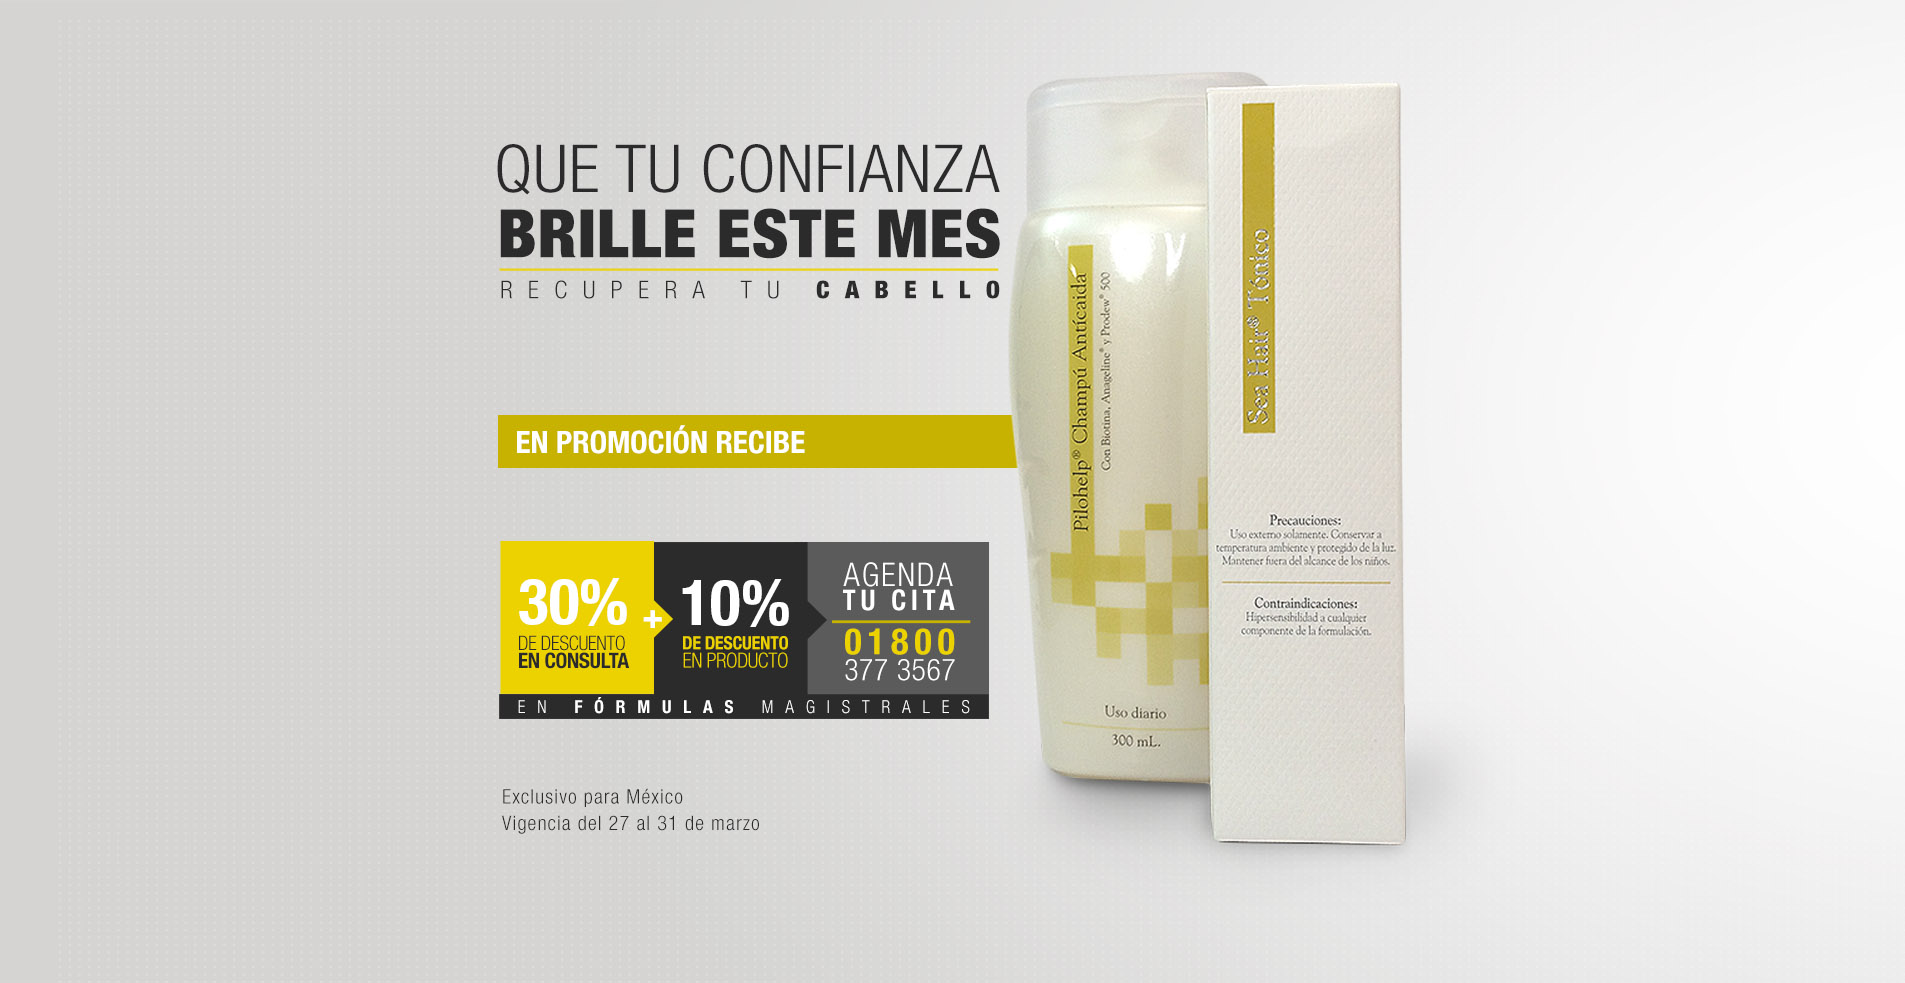 QUE TU CONFIANZA
BRILLE ESTE MES
RECUPERA TU CABELLO
EN PROMOCIÓN RECIBE
30%
DE DESCUENTO
EN CONSULTA
+
10%
DE DESCUENTO
EN PRODUCTO
AGENDA
TU CITA
01800
377 3567
EN FÓRMULAS MAGISTRALES
Exclusivo para México
Vigencia del 27 al 31 de marzo
Pilohelp® Champú Antícaida
Con Biotina, Anageline® y Prodew® 500
Uso diario
300 mL.
Sea Hair® Tónico
Precauciones:
Uso externo solamente. Conservar a
temperatura ambiente y protegido de la luz.
Mantener fuera del alcance de los niños.
Contraindicaciones:
Hipersensibilidad a cualquier
componente de la formulación.